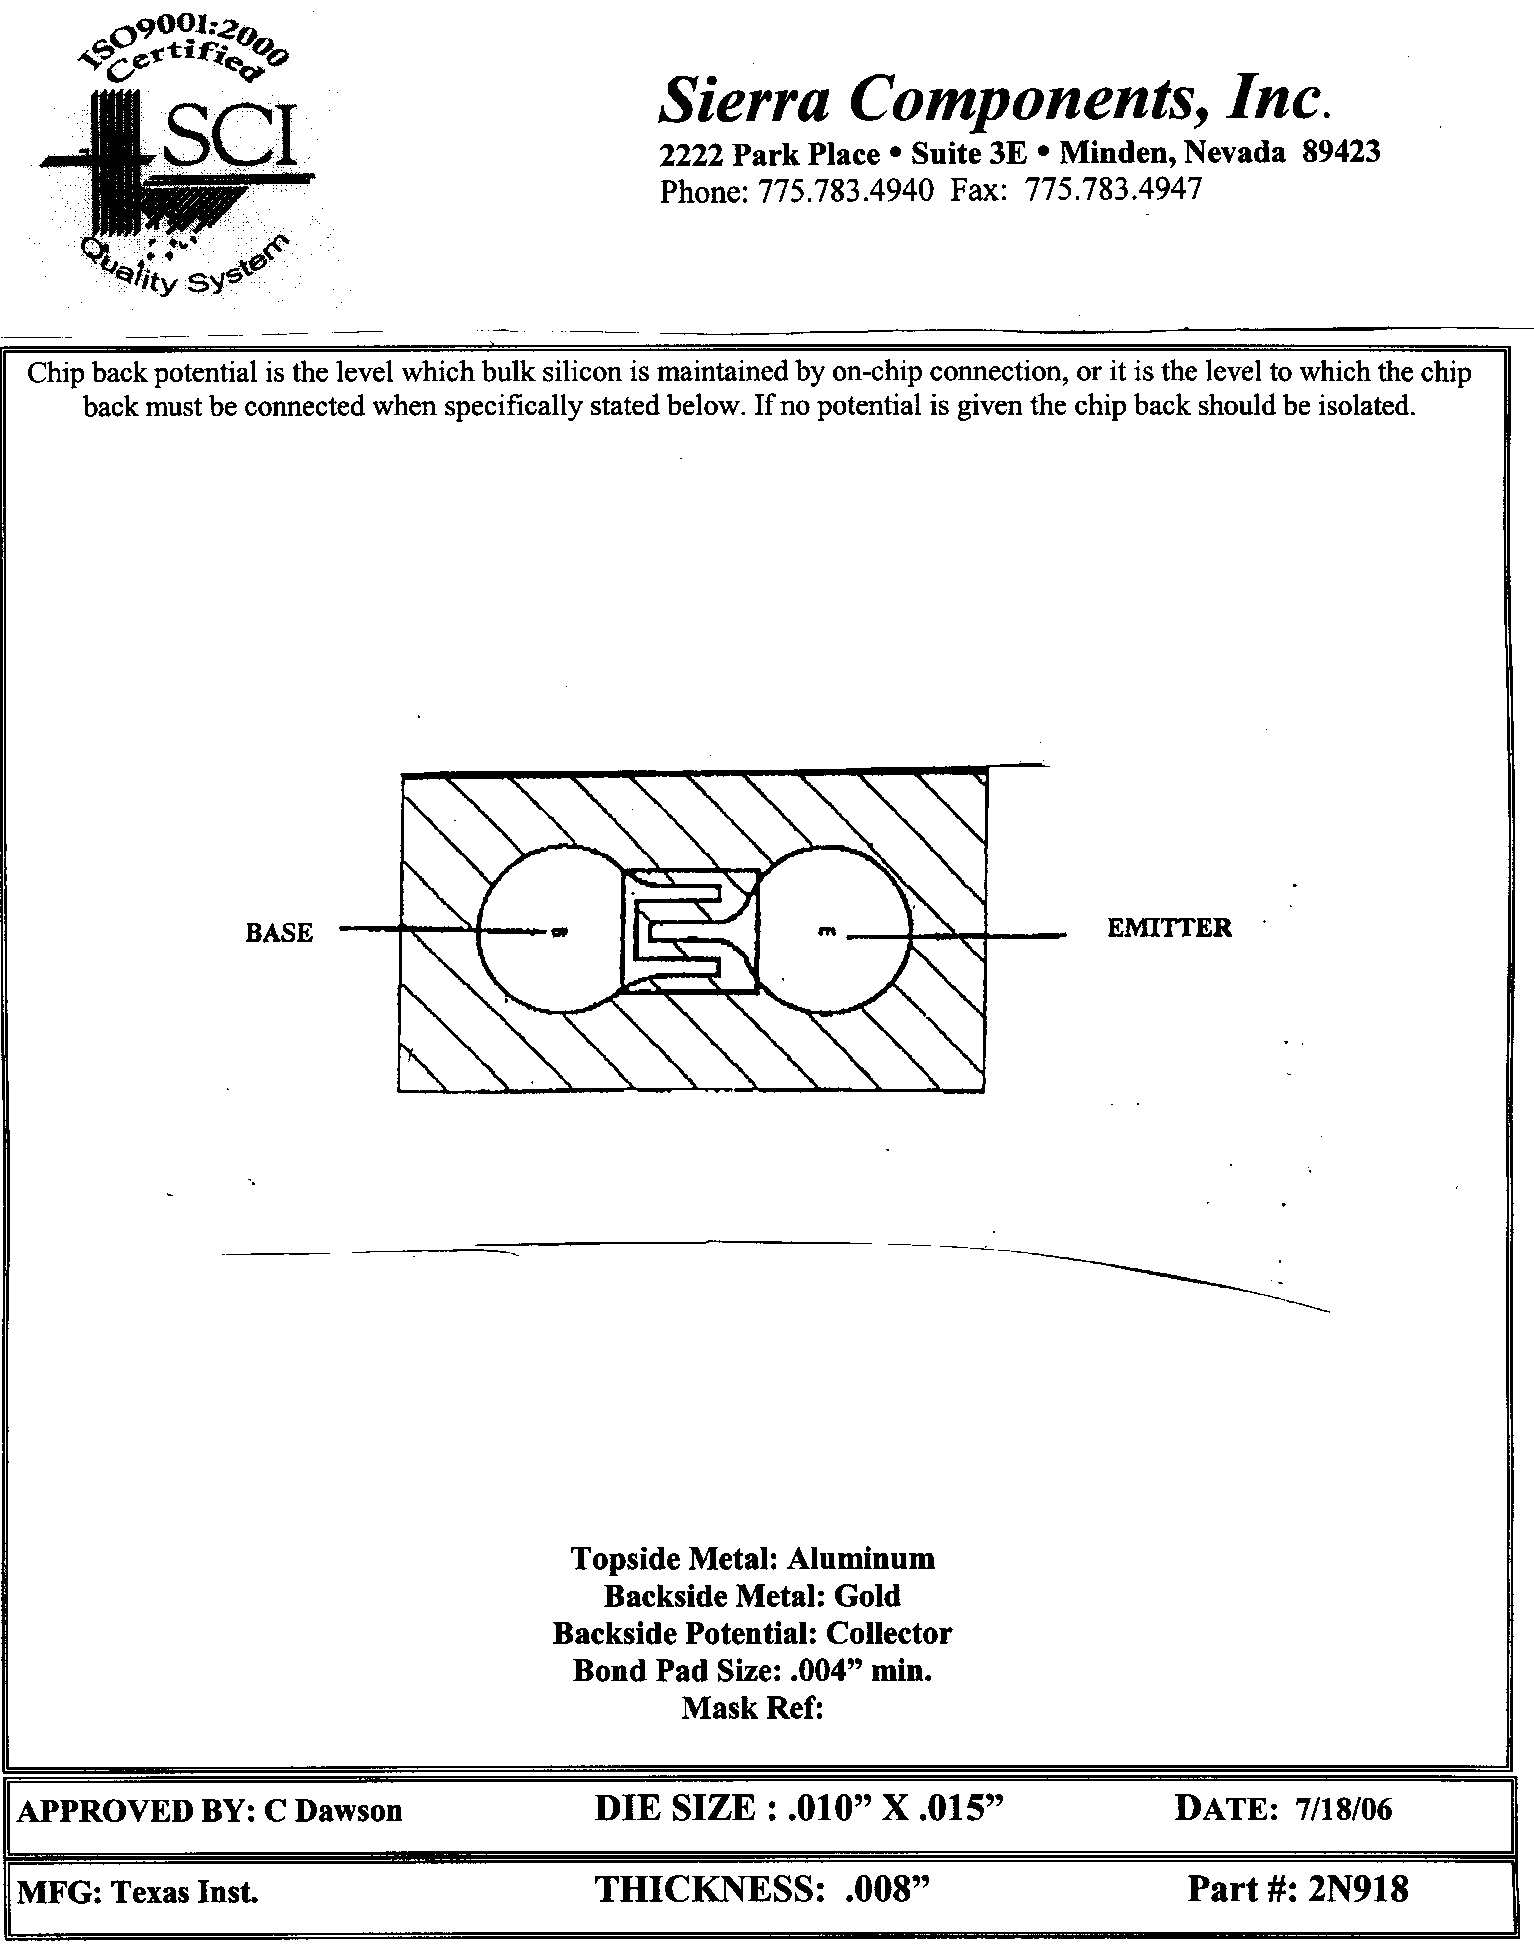 ISO9001:2000
Certified
SCI
Quality System
Sierra Components, Inc.
2222 Park Place • Suite 3E • Minden, Nevada 89423
Phone: 775.783.4940 Fax: 775.783.4947
Chip back potential is the level which bulk silicon is maintained by on-chip connection, or it is the level to which the chip
back must be connected when specifically stated below. If no potential is given the chip back should be isolated.
BASE
B
E
EMITTER
Topside Metal: Aluminum
Backside Metal: Gold
Backside Potential: Collector
Bond Pad Size: .004” min.
Mask Ref:
APPROVED BY: C Dawson
DIE SIZE : .010” X .015”
DATE: 7/18/06
MFG: Texas Inst.
THICKNESS: .008”
Part #: 2N918